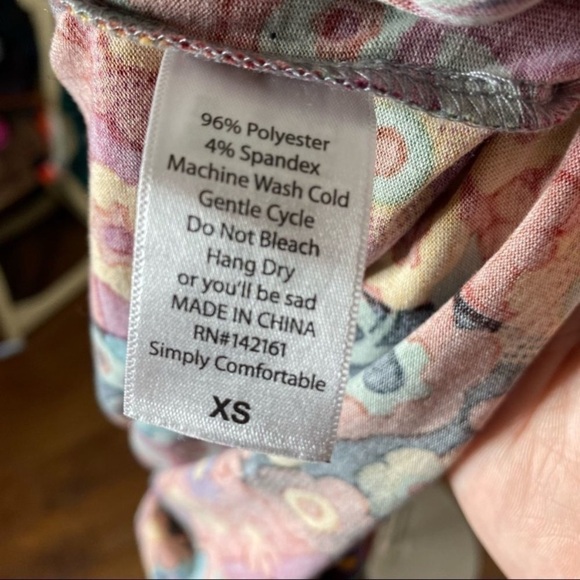 96% Polyester
4% Spandex
Machine Wash Cold
Gentle Cycle
Do Not Bleach
Hang Dry
or you'll be sad
MADE IN CHINA
RN#142161
Simply Comfortable
XS